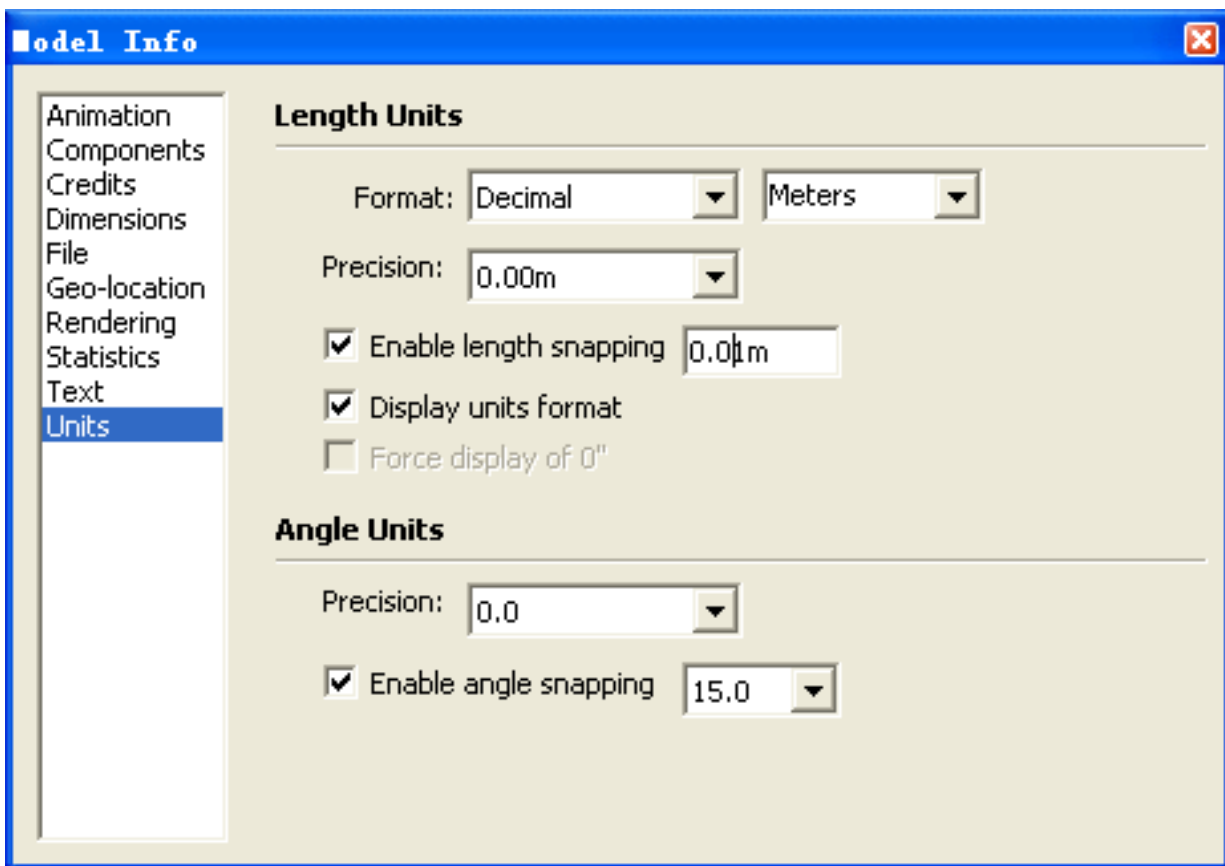 Model Info
Animation
Components
Credits
Dimensions
File
Geo-location
Rendering
Statistics
Text
Units
Length Units
Format: Decimal Meters
Precision: 0.00m
Enable length snapping 0.01m
Display units format
Force display of 0"
Angle Units
Precision: 0.0
Enable angle snapping 15.0